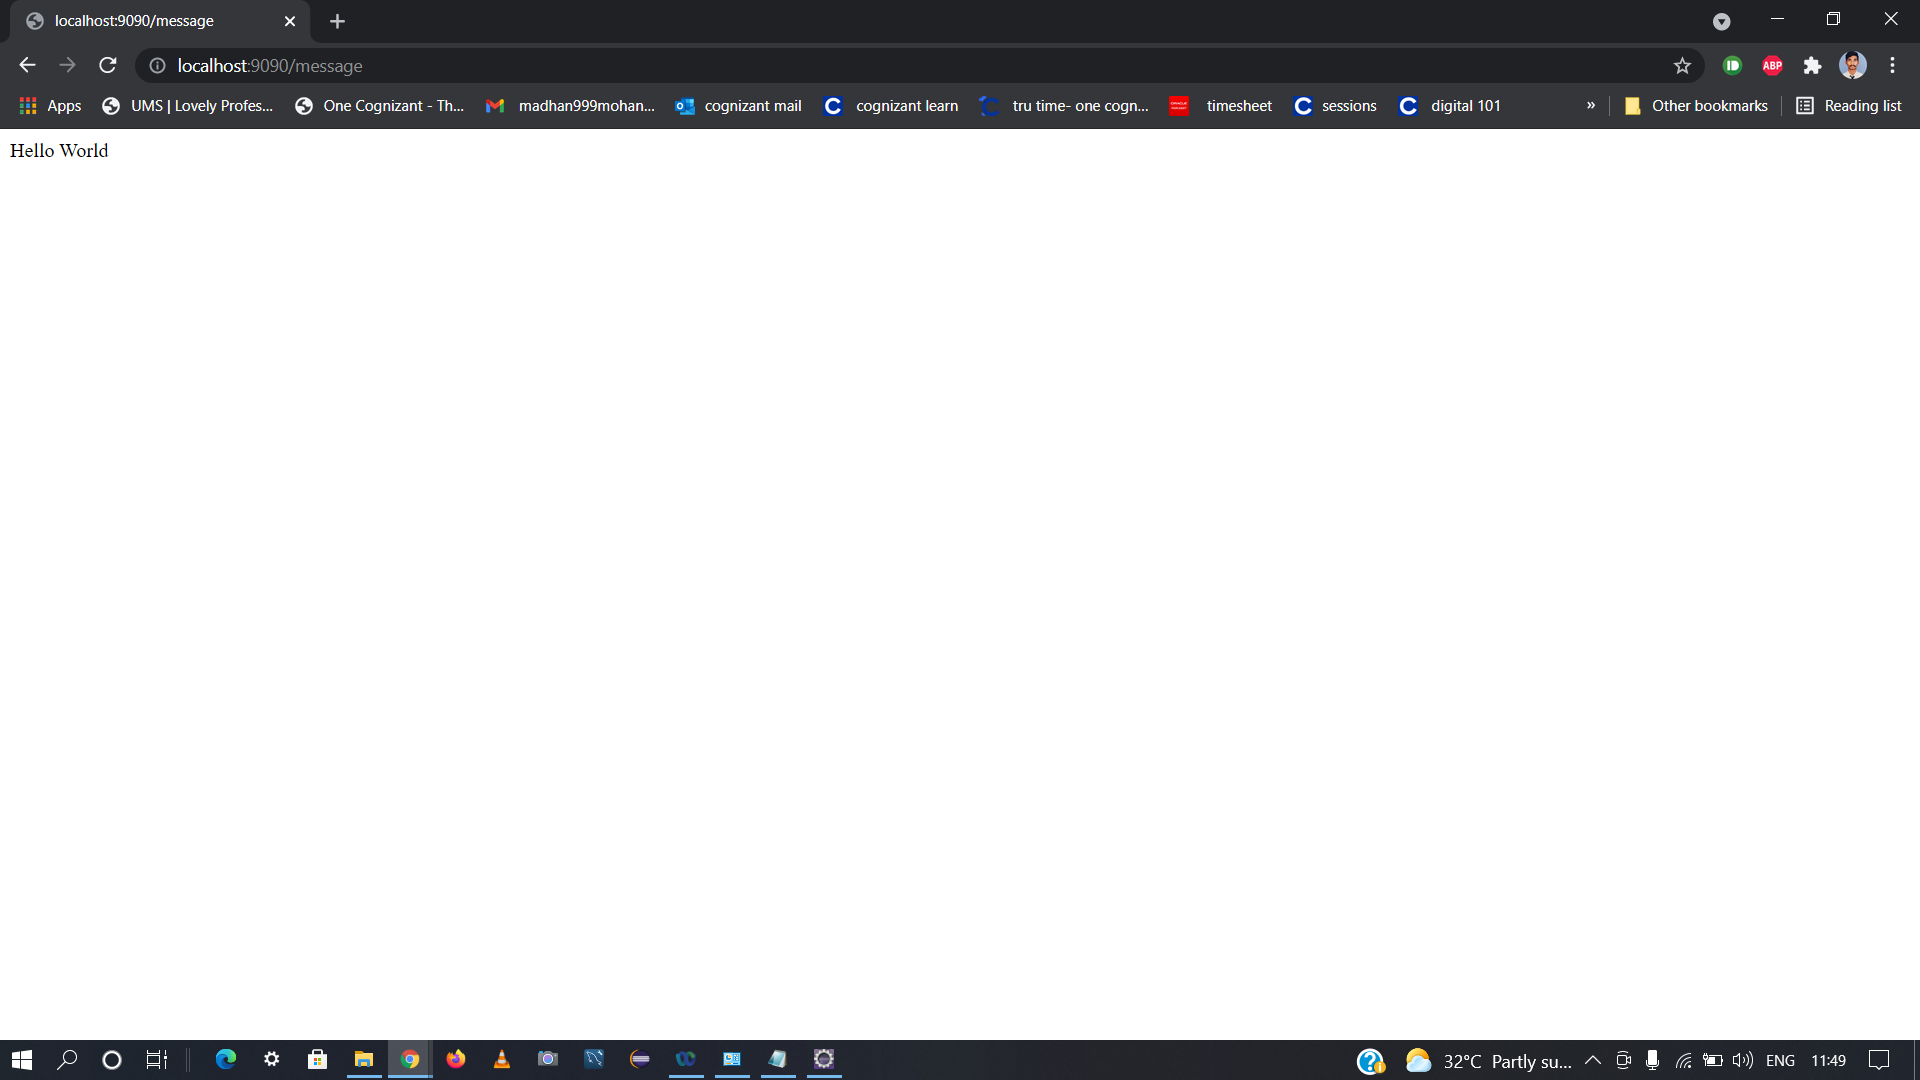 localhost:9090/message
localhost:9090/message
Apps UMS | Lovely Profes... One Cognizant - Th... madhan999mohan... cognizant mail cognizant learn tru time- one cogn... timesheet sessions digital 101 » Other bookmarks Reading list
ABP
Hello World
32°C Partly su... ENG 11:49